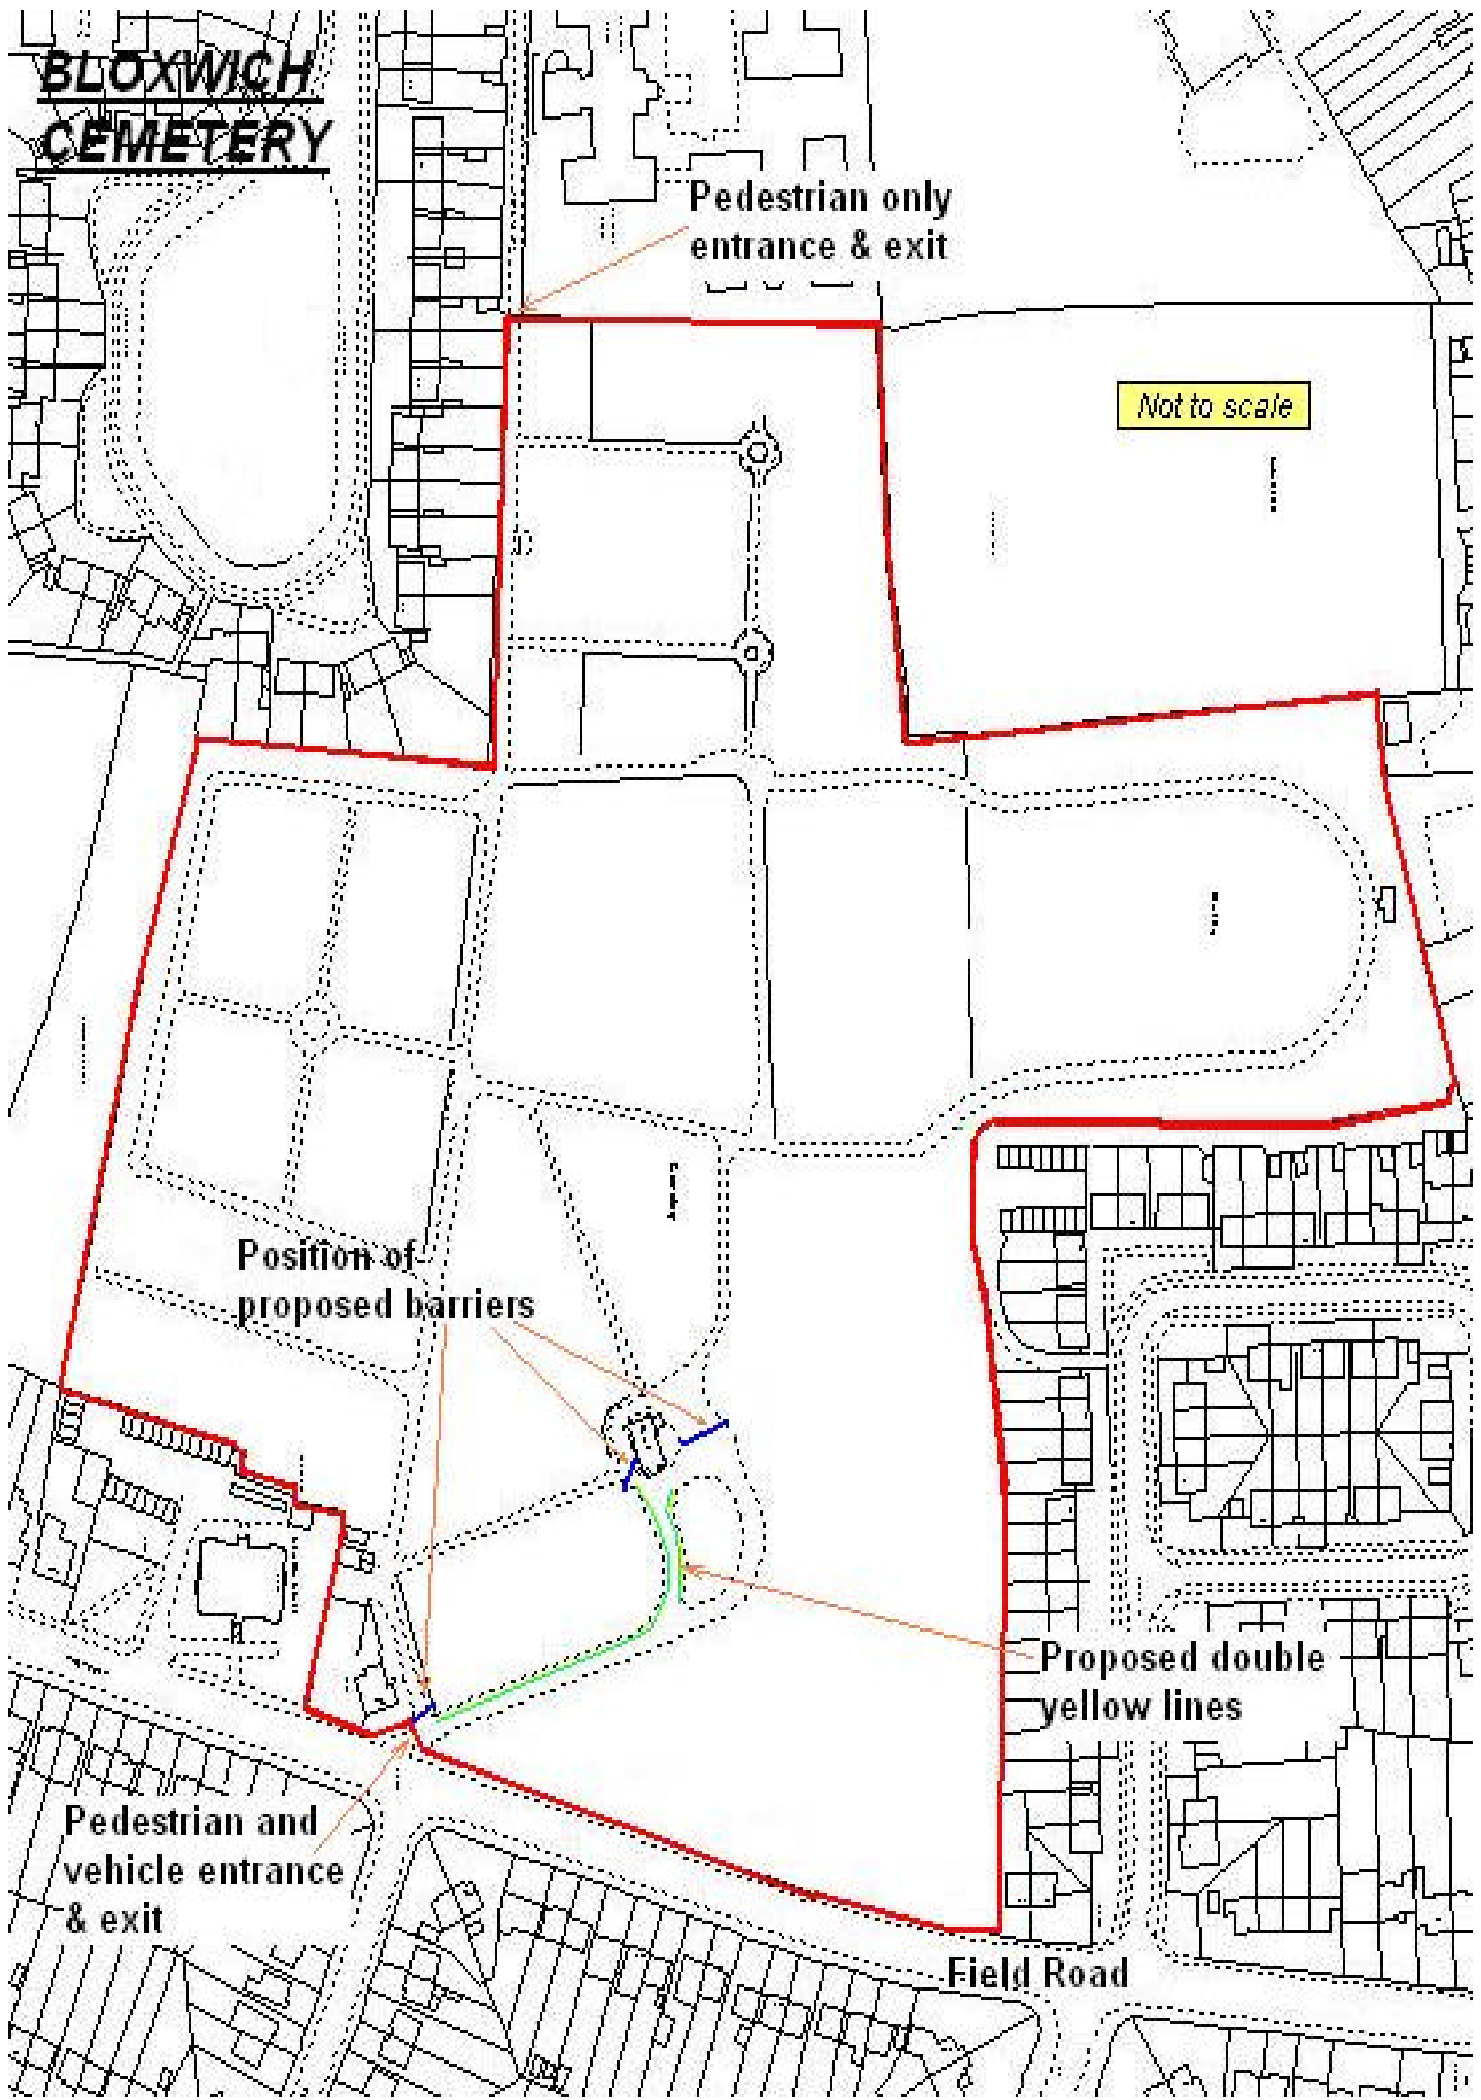 BLOXWICH
CEMETERY
Pedestrian only
entrance & exit
Not to scale
Position of
proposed barriers
Proposed double
yellow lines
Pedestrian and
vehicle entrance
& exit
Field Road